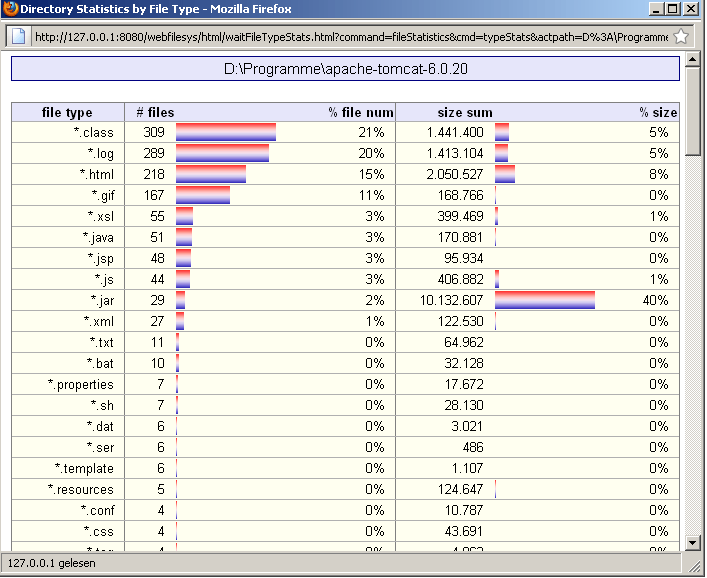 Directory Statistics by File Type - Mozilla Firefox
http://127.0.0.1:8080/webfilesys/html/waitFileTypeStats.html?command=fileStatistics&cmd=typeStats&actpath=D%3A\Programme
D:\Programme\apache-tomcat-6.0.20
file type # files % file num size sum % size
*.class 309 21% 1.441.400 5%
*.log 289 20% 1.413.104 5%
*.html 218 15% 2.050.527 8%
*.gif 167 11% 168.766 0%
*.xsl 55 3% 399.469 1%
*.java 51 3% 170.881 0%
*.jsp 48 3% 95.934 0%
*.js 44 3% 406.882 1%
*.jar 29 2% 10.132.607 40%
*.xml 27 1% 122.530 0%
*.txt 11 0% 64.962 0%
*.bat 10 0% 32.128 0%
*.properties 7 0% 17.672 0%
*.sh 7 0% 28.130 0%
*.dat 6 0% 3.021 0%
*.ser 6 0% 486 0%
*.template 6 0% 1.107 0%
*.resources 5 0% 124.647 0%
*.conf 4 0% 10.787 0%
*.css 4 0% 43.691 0%
127.0.0.1 gelesen